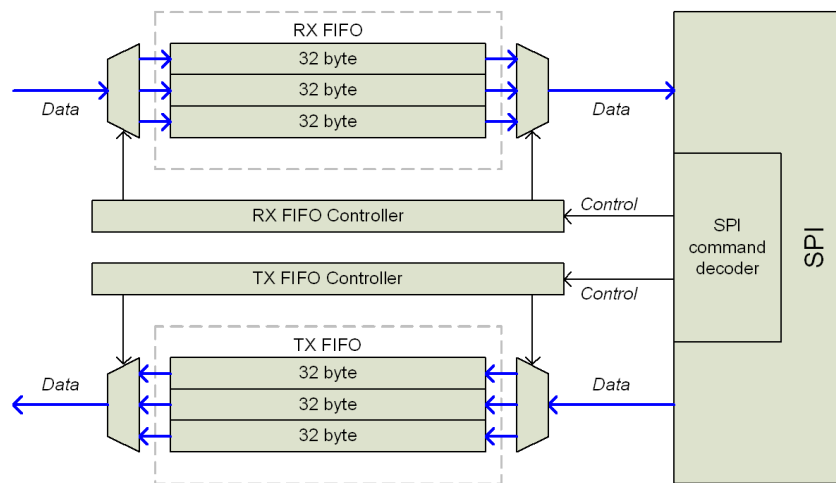 RX FIFO
32 byte
32 byte
32 byte
Data
Data
RX FIFO Controller
Control
SPI
command
decoder
SPI
TX FIFO Controller
Control
TX FIFO
32 byte
32 byte
32 byte
Data
Data